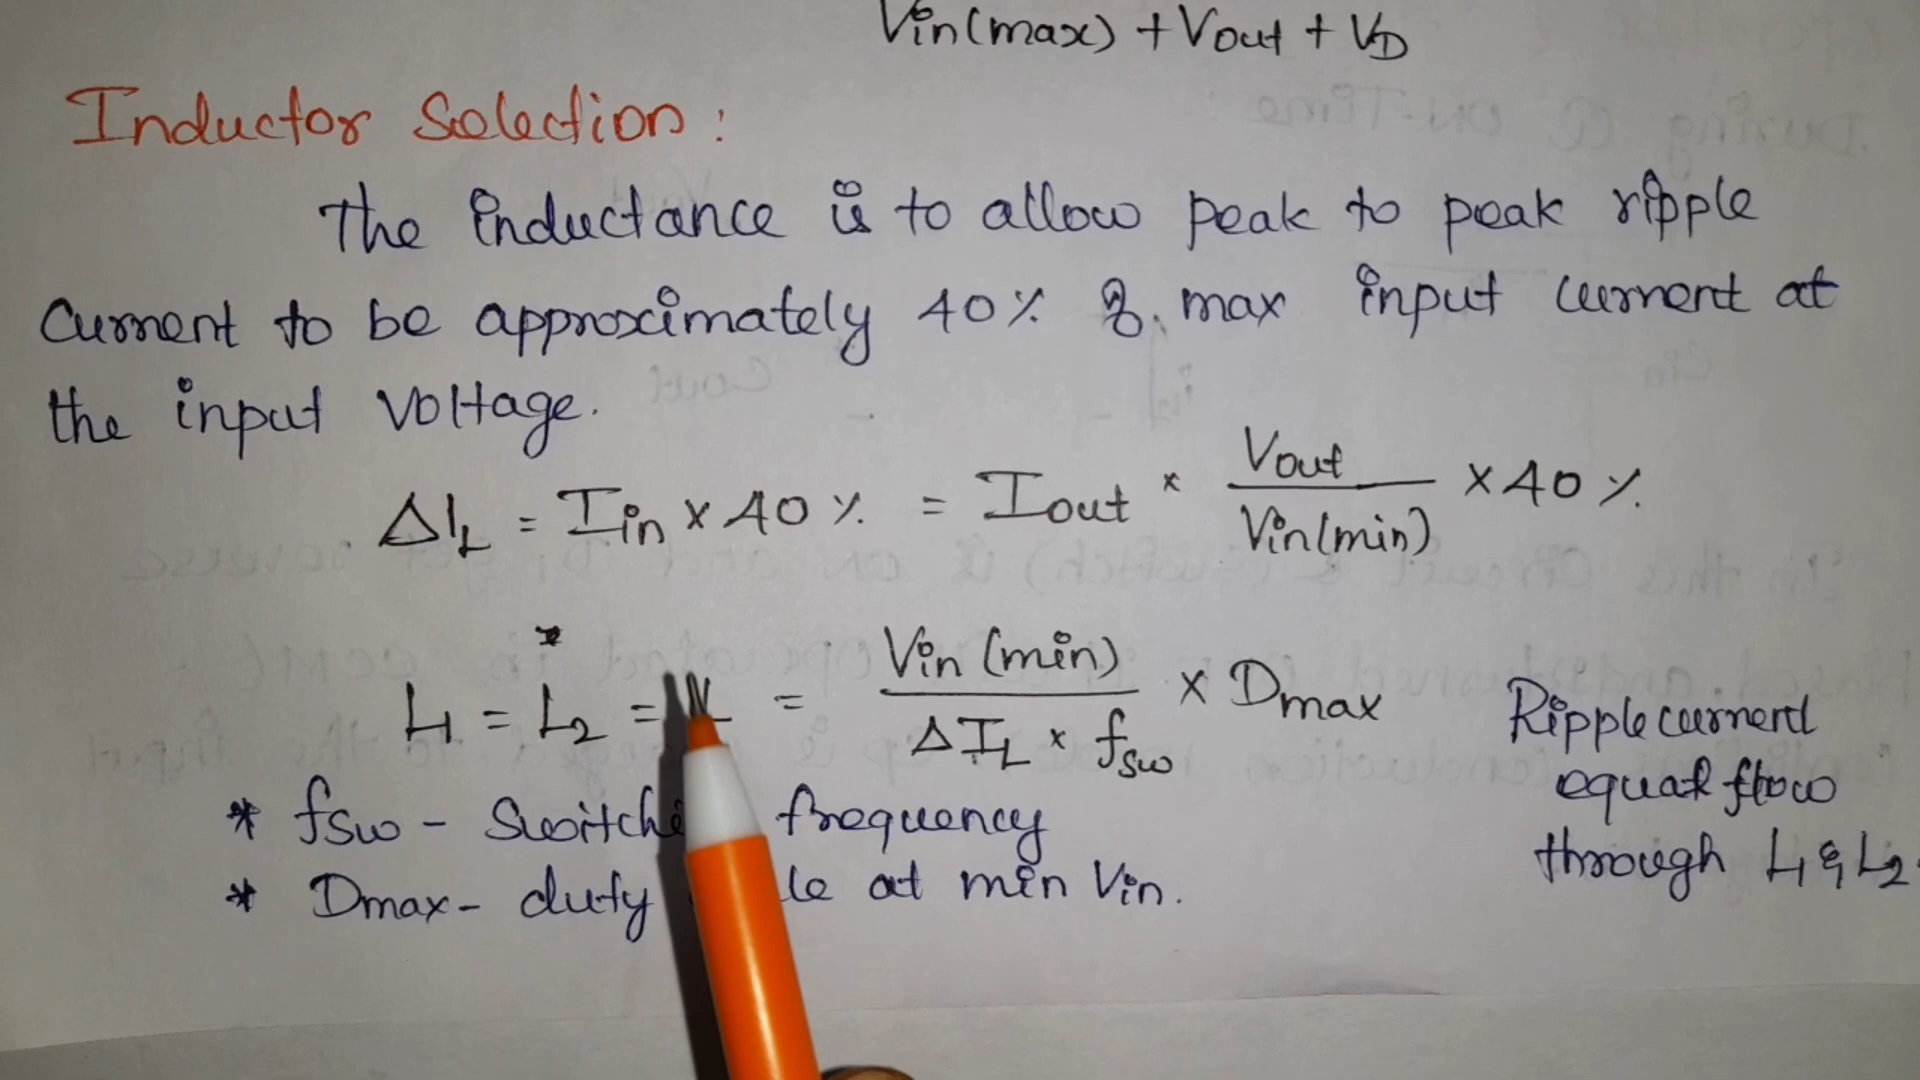 Vin(max) + Vout + VD
Inductor Selection :
The inductance is to allow peak to peak ripple
current to be approximately 40% of max input current at
the input voltage.
ΔIL = Iin × 40% = Iout * Vout / Vin(min) × 40%
L1 = L2 = L = Vin(min) / ΔIL × fsw × Dmax
Ripple current
equal flow
through L1 & L2.
* fsw - frequency
* Dmax - duty at min Vin.